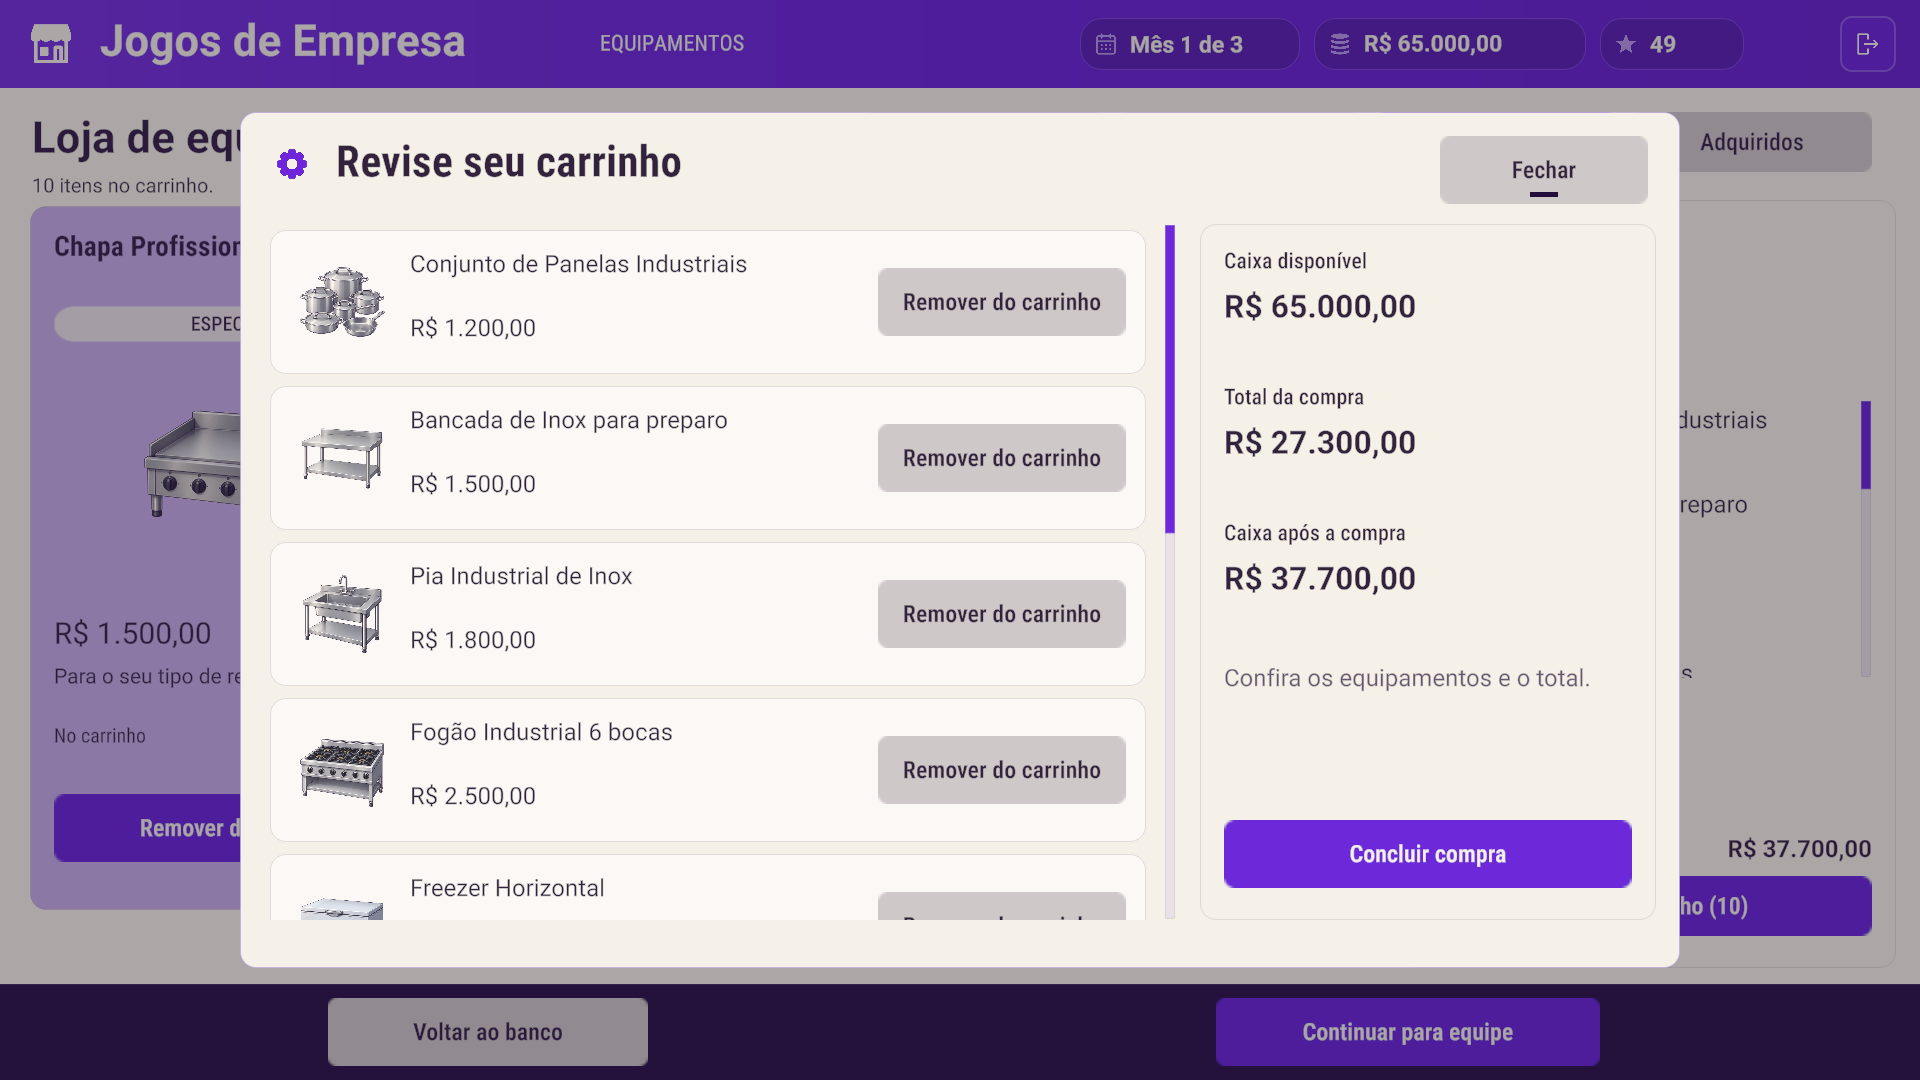 Jogos de Empresa
EQUIPAMENTOS
Mês 1 de 3
R$ 65.000,00
49
Loja de equ
10 itens no carrinho.
Adquiridos
Chapa Profission
ESPEC
R$ 1.500,00
Para o seu tipo de re
No carrinho
Remover d
Revise seu carrinho
Fechar
Conjunto de Panelas Industriais
R$ 1.200,00
Remover do carrinho
Bancada de Inox para preparo
R$ 1.500,00
Remover do carrinho
Pia Industrial de Inox
R$ 1.800,00
Remover do carrinho
Fogão Industrial 6 bocas
R$ 2.500,00
Remover do carrinho
Freezer Horizontal
Caixa disponível
R$ 65.000,00
Total da compra
R$ 27.300,00
Caixa após a compra
R$ 37.700,00
Confira os equipamentos e o total.
Concluir compra
dustriais
reparo
s
R$ 37.700,00
ho (10)
Voltar ao banco
Continuar para equipe